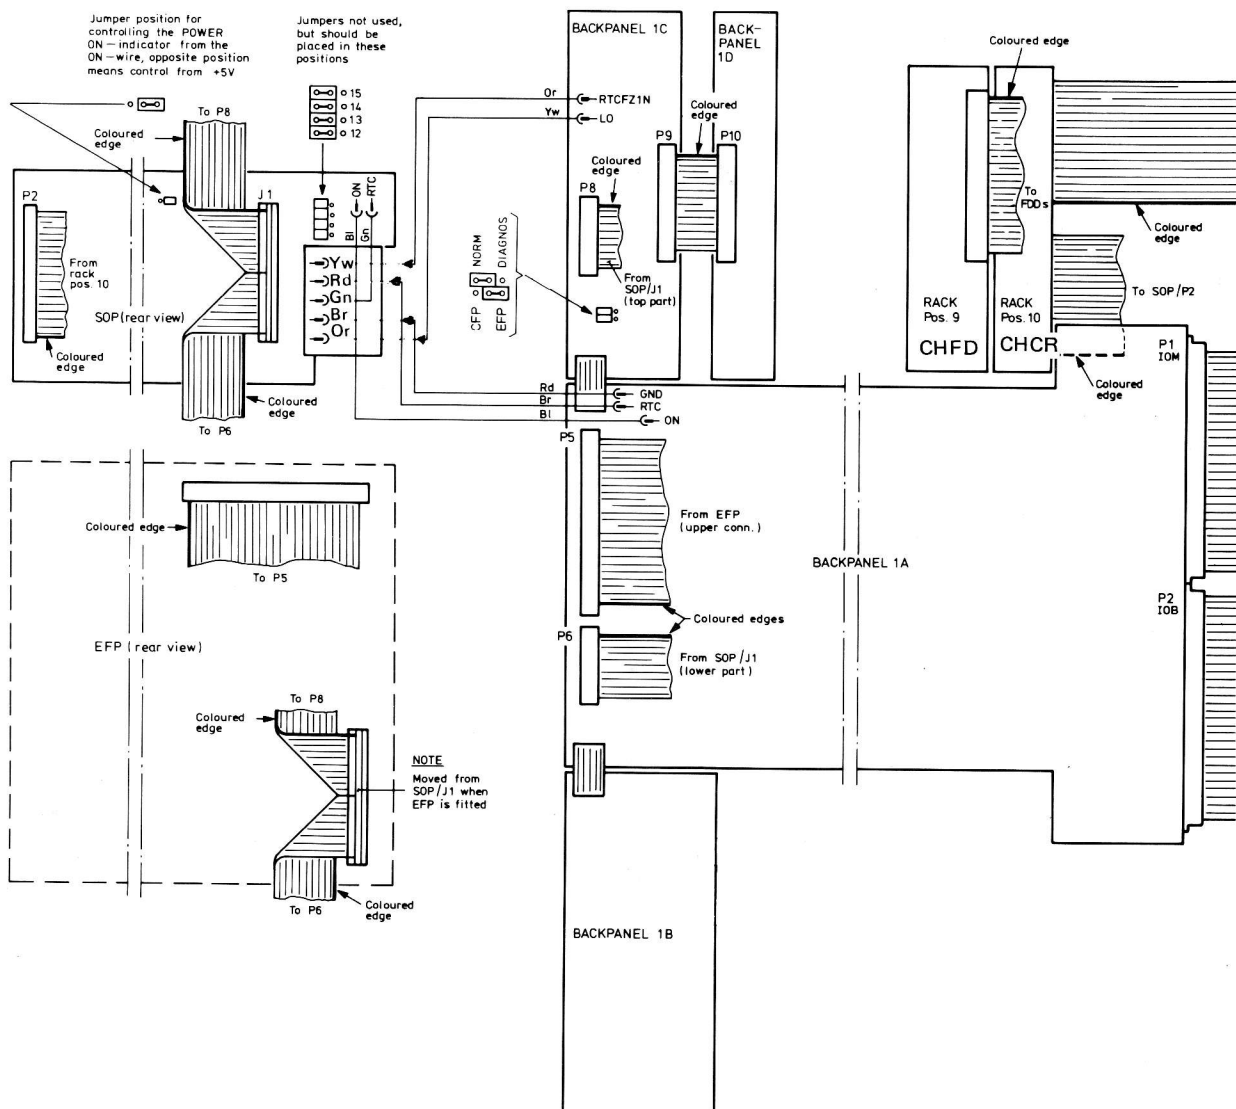 Jumper position for
controlling the POWER
ON – indicator from the
ON – wire, opposite position
means control from +5V
Jumpers not used,
but should be
placed in these
positions
15
14
13
12
To P8
Coloured
edge
P2
J1
ON
RTC
Bl
Gn
From
rack
pos. 10
SOP (rear view)
Coloured
edge
Coloured
edge
To P6
Yw
Rd
Gn
Br
Or
BACKPANEL 1C
BACK-
PANEL
1D
Or
RTCFZ1N
Yw
LO
Coloured
edge
P9
P10
Coloured
edge
P8
From
SOP/J1
(top part)
NORM
DIAGNOS
CFP
EFP
Rd
GND
Br
RTC
Bl
ON
Coloured edge
To
FDDs
Coloured
edge
To SOP/P2
RACK
Pos. 9
CHFD
RACK
Pos. 10
CHCR
Coloured
edge
P1
IOM
P5
From EFP
(upper conn.)
BACKPANEL 1A
P2
IOB
Coloured edges
P6
From SOP/J1
(lower part)
Coloured edge
To P5
EFP (rear view)
To P8
Coloured
edge
NOTE
Moved from
SOP/J1 when
EFP is fitted
To P6
Coloured
edge
BACKPANEL 1B